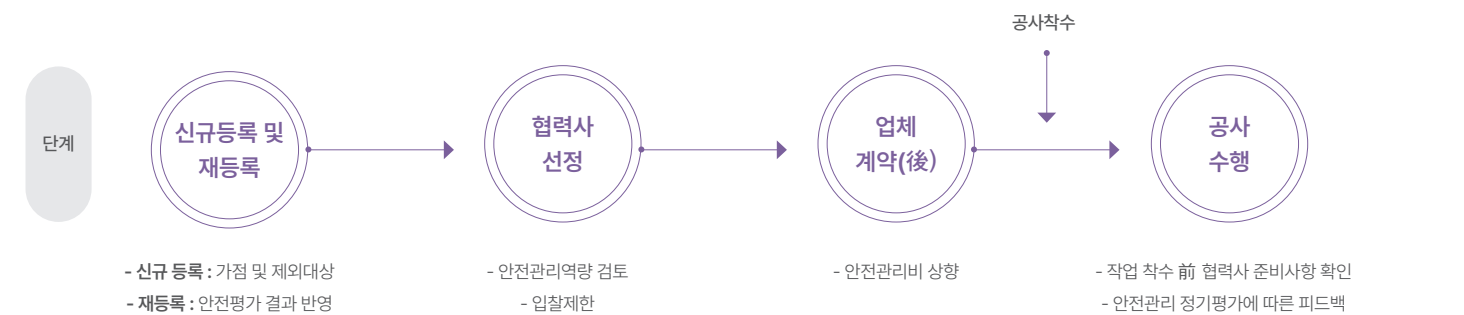 공사착수
단계
신규등록 및
재등록
협력사
선정
업체
계약(後)
공사
수행
- 신규 등록 : 가점 및 제외대상
- 재등록 : 안전평가 결과 반영
- 안전관리역량 검토
- 입찰제한
- 안전관리비 상향
- 작업 착수 前 협력사 준비사항 확인
- 안전관리 정기평가에 따른 피드백